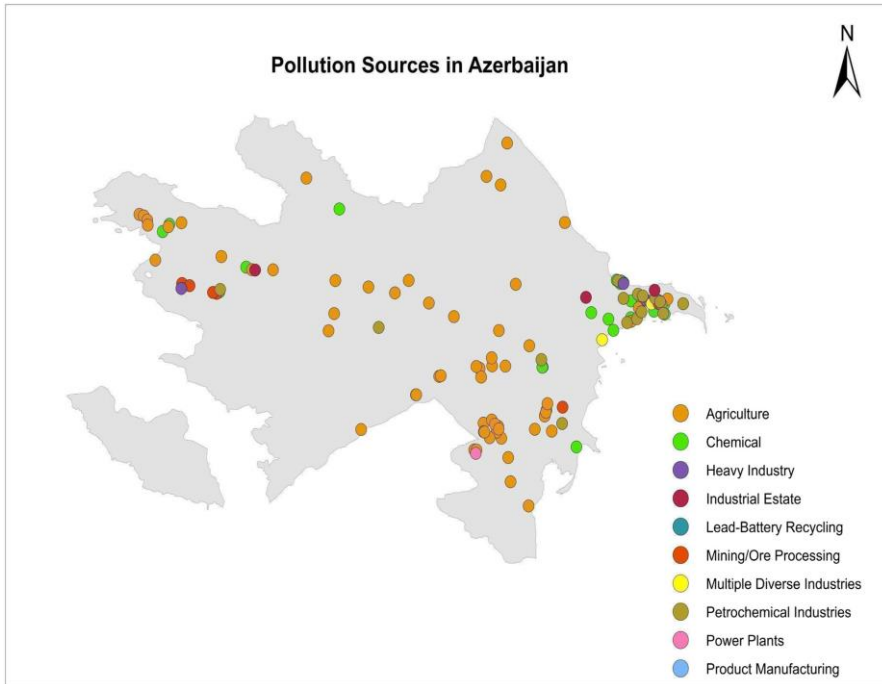 N
Pollution Sources in Azerbaijan
Agriculture
Chemical
Heavy Industry
Industrial Estate
Lead-Battery Recycling
Mining/Ore Processing
Multiple Diverse Industries
Petrochemical Industries
Power Plants
Product Manufacturing